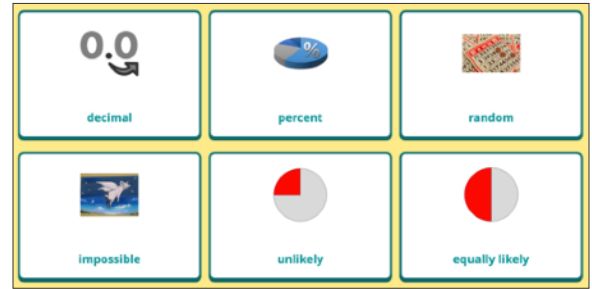 0.0
decimal
%
percent
random
impossible
unlikely
equally likely